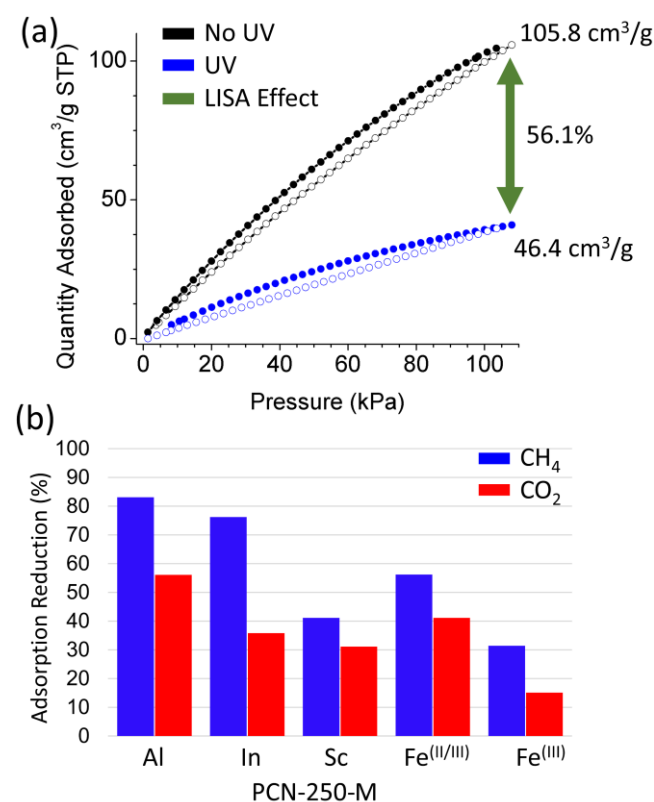 (a)
No UV
UV
LISA Effect
105.8 cm³/g
56.1%
46.4 cm³/g
Quantity Adsorbed (cm³/g STP)
100
50
0
0 20 40 60 80 100
Pressure (kPa)
(b)
CH₄
CO₂
Adsorption Reduction (%)
100
90
80
70
60
50
40
30
20
10
0
Al In Sc Fe⁽ᴵᴵ/ᴵᴵᴵ⁾ Fe⁽ᴵᴵᴵ⁾
PCN-250-M